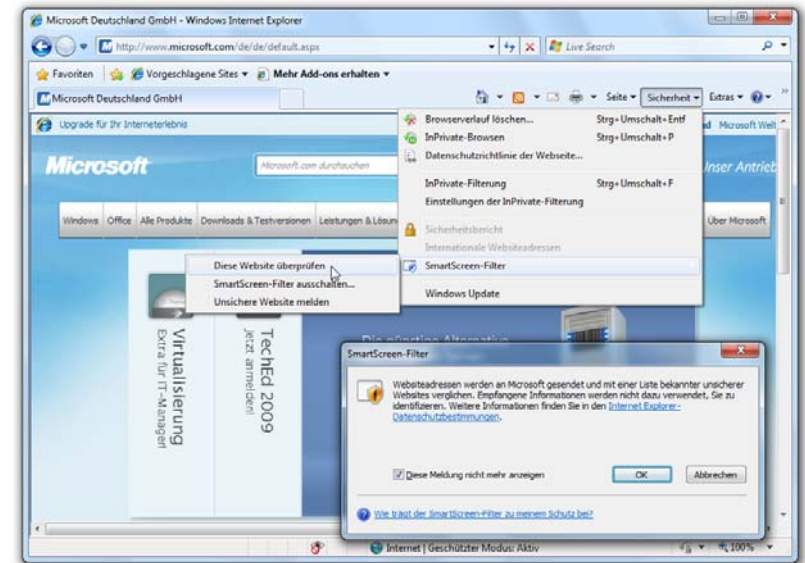 Microsoft Deutschland GmbH - Windows Internet Explorer
http://www.microsoft.com/de/de/default.aspx
Live Search
Favoriten Vorgeschlagene Sites ▾ Mehr Add-ons erhalten ▾
Microsoft Deutschland GmbH
Seite ▾ Sicherheit ▾ Extras ▾
Upgrade für Ihr Interneterlebnis
Microsoft Welt
Browserverlauf löschen... Strg+Umschalt+Entf
InPrivate-Browsen Strg+Umschalt+P
Datenschutzrichtlinie der Webseite...
InPrivate-Filterung Strg+Umschalt+F
Einstellungen der InPrivate-Filterung
Sicherheitsbericht
Internationale Websiteadressen
SmartScreen-Filter
Windows Update
Microsoft
Microsoft.com durchsuchen
Unser Antrieb
Windows Office Alle Produkte Downloads & Testversionen Leistungen & Lösun
Über Microsoft
Diese Website überprüfen
SmartScreen-Filter ausschalten...
Unsichere Website melden
Virtualisierung
Extra für IT-Manager!
TechEd 2009
Jetzt anmelden!
Die günstige Alternative
SmartScreen-Filter
Websiteadressen werden an Microsoft gesendet und mit einer Liste bekannter unsicherer
Websites verglichen. Empfangene Informationen werden nicht dazu verwendet, Sie zu
identifizieren. Weitere Informationen finden Sie in den Internet Explorer-
Datenschutzbestimmungen.
Diese Meldung nicht mehr anzeigen
OK Abbrechen
Wie trägt der SmartScreen-Filter zu meinem Schutz bei?
Internet | Geschützter Modus: Aktiv
100%